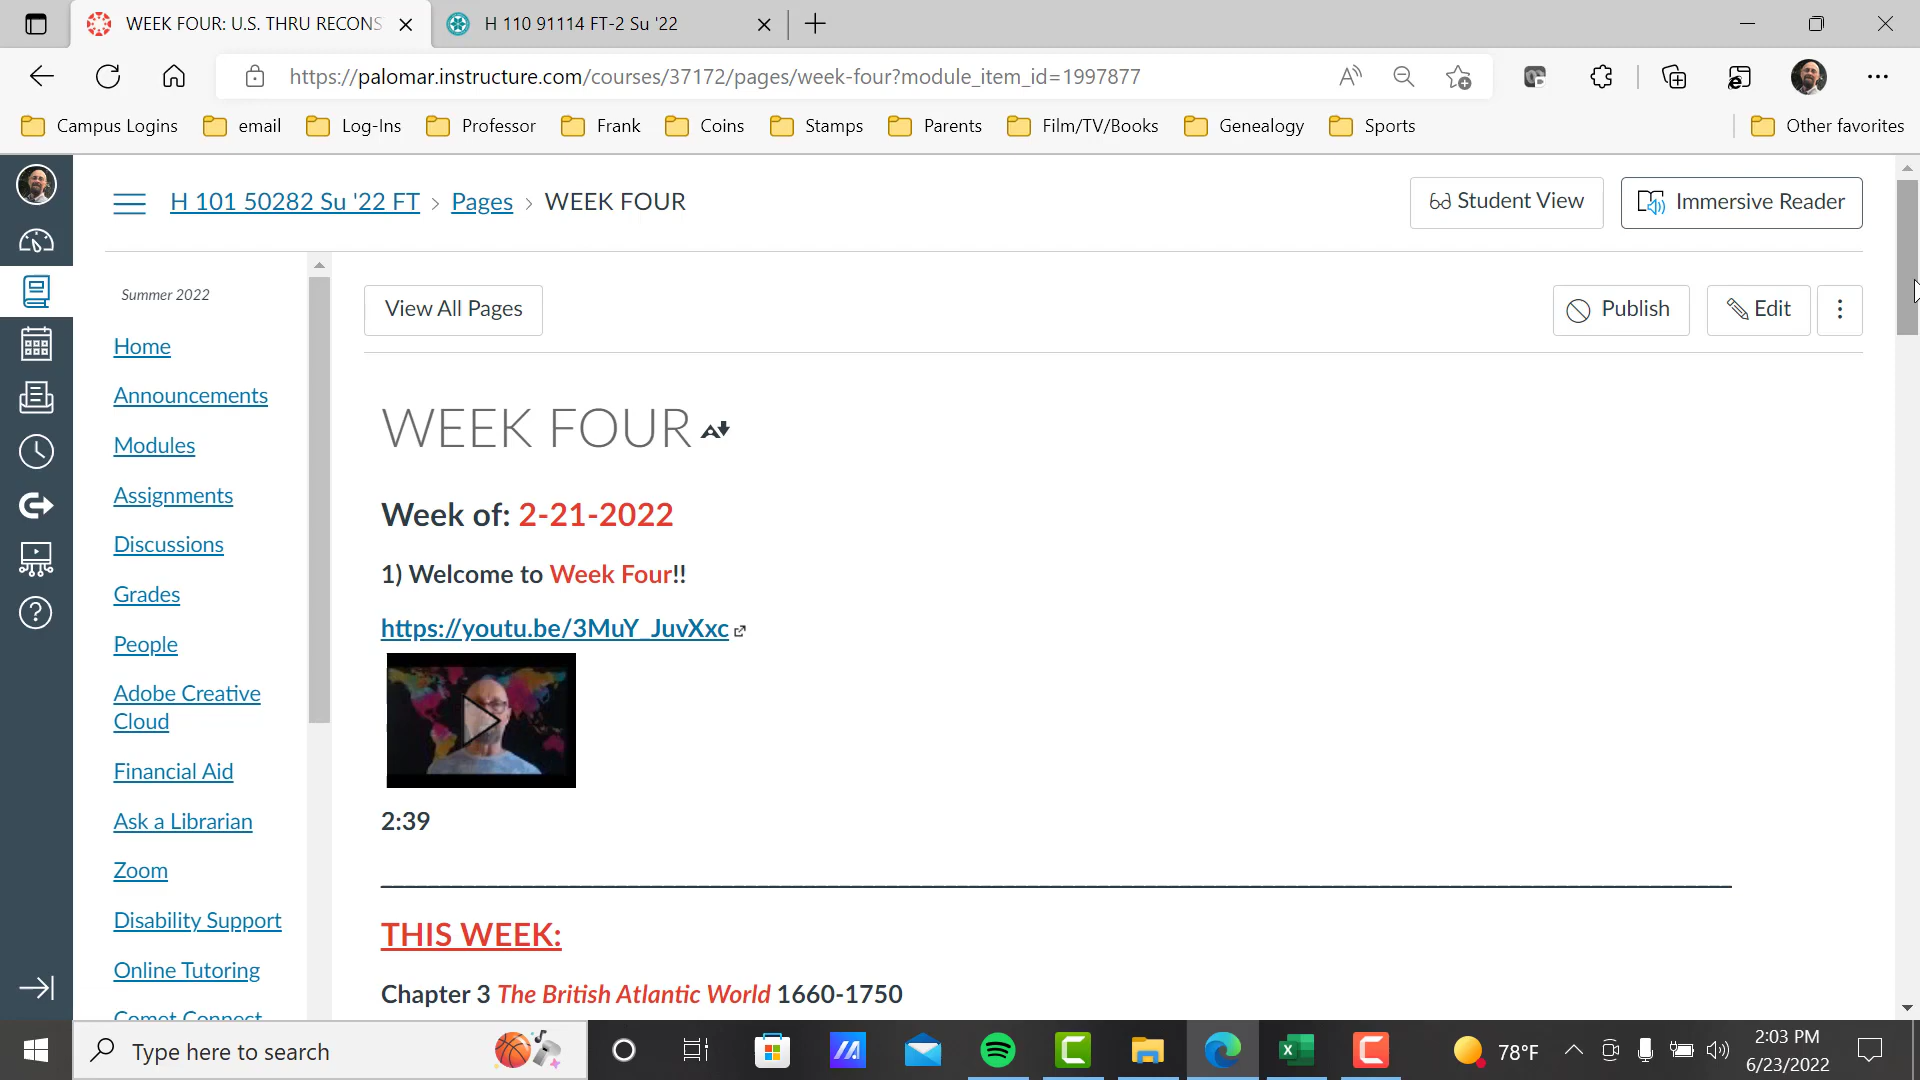 WEEK FOUR: U.S. THRU RECONS
H 110 91114 FT-2 Su '22
https://palomar.instructure.com/courses/37172/pages/week-four?module_item_id=1997877
Campus Logins
email
Log-Ins
Professor
Frank
Coins
Stamps
Parents
Film/TV/Books
Genealogy
Sports
Other favorites
H 101 50282 Su '22 FT > Pages > WEEK FOUR
Student View
Immersive Reader
Summer 2022
Home
Announcements
Modules
Assignments
Discussions
Grades
People
Adobe Creative
Cloud
Financial Aid
Ask a Librarian
Zoom
Disability Support
Online Tutoring
Comet Connect
View All Pages
Publish
Edit
WEEK FOUR
Week of: 2-21-2022
1) Welcome to Week Four!!
https://youtu.be/3MuY_JuvXxc
2:39
THIS WEEK:
Chapter 3 The British Atlantic World 1660-1750
Type here to search
78°F
2:03 PM
6/23/2022